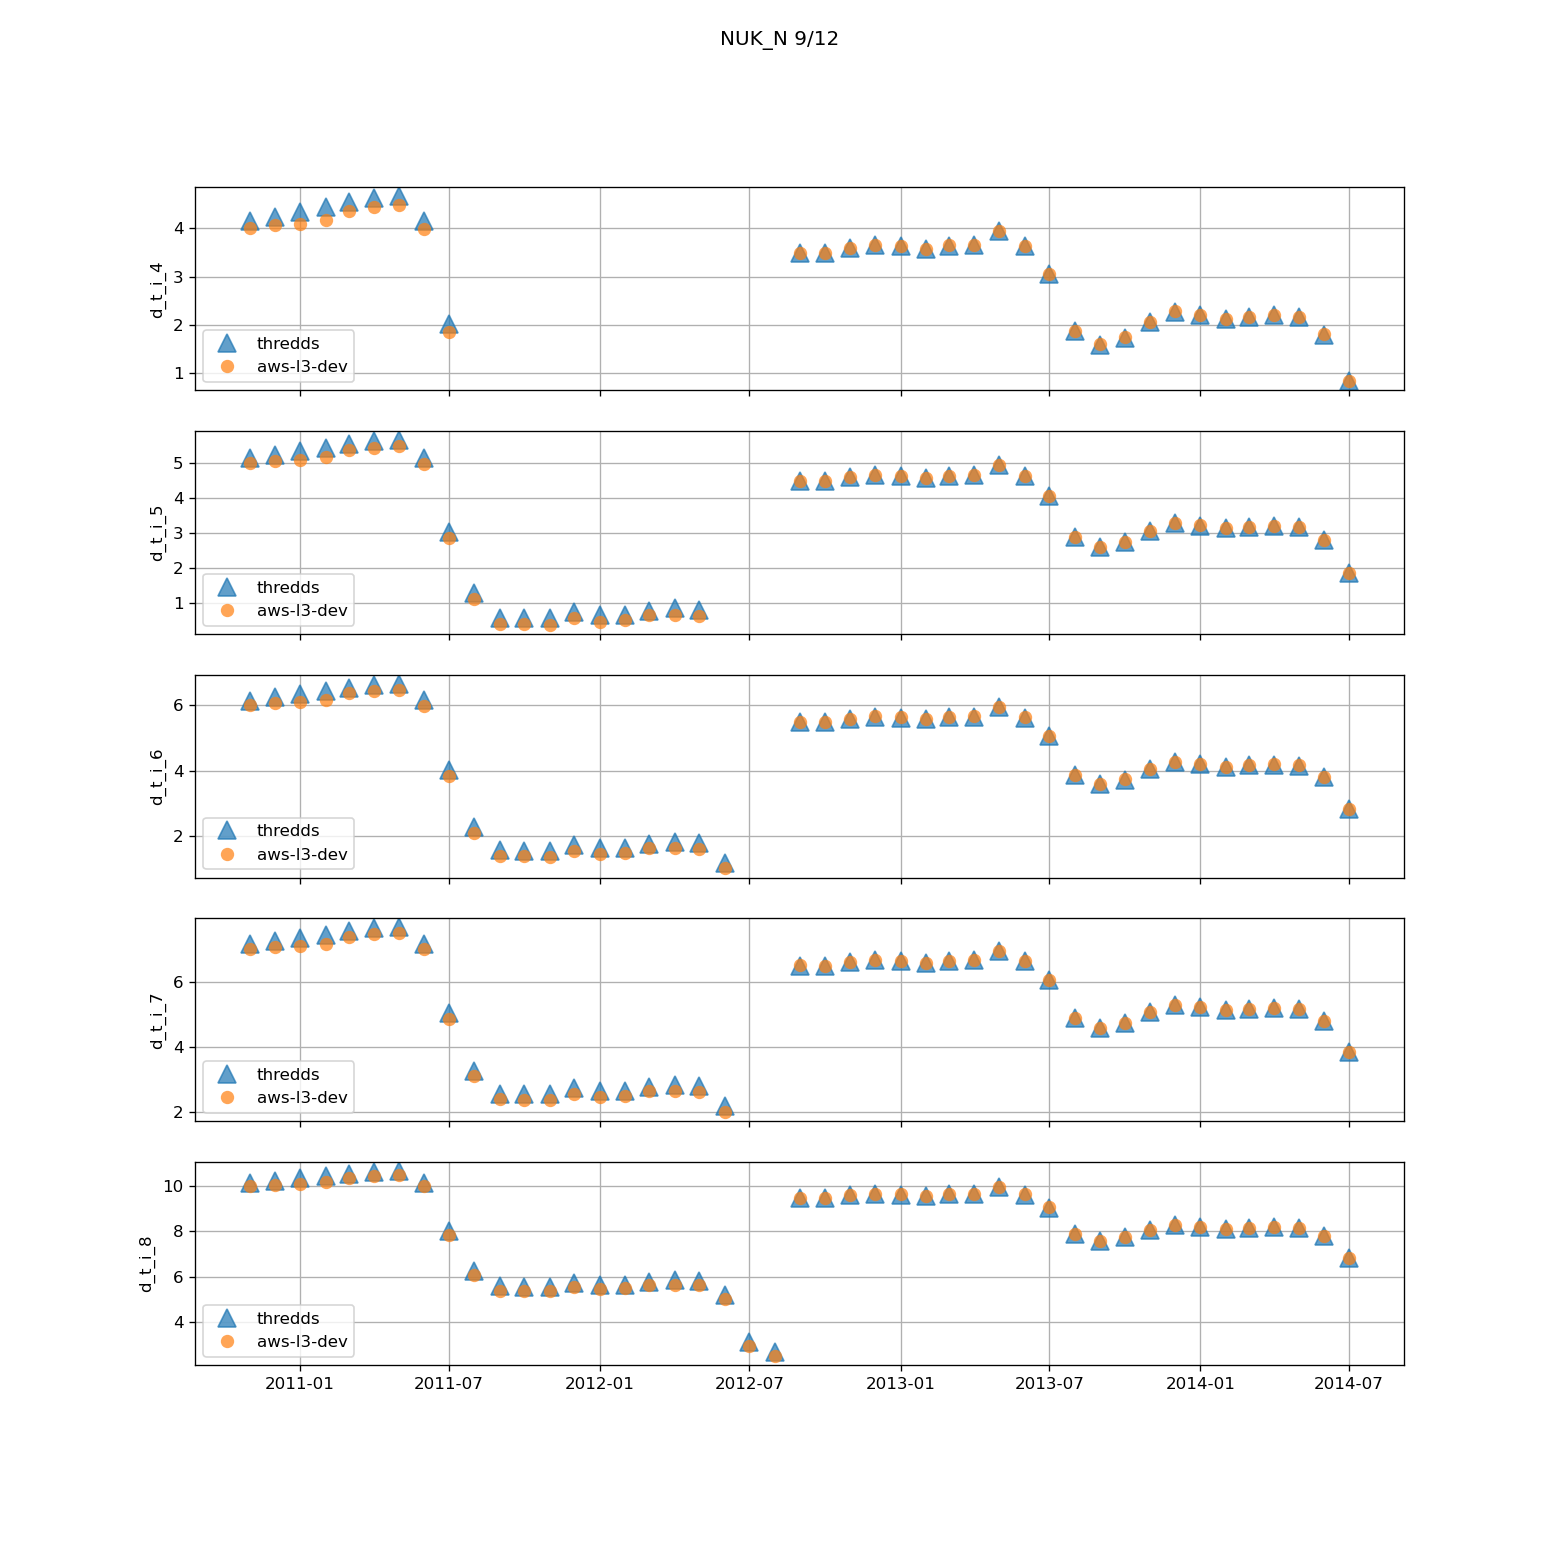 NUK_N 9/12
d_t_i_4
4
3
2
1
thredds
aws-l3-dev
d_t_i_5
5
4
3
2
1
thredds
aws-l3-dev
d_t_i_6
6
4
2
thredds
aws-l3-dev
d_t_i_7
6
4
2
thredds
aws-l3-dev
d_t_i_8
10
8
6
4
thredds
aws-l3-dev
2011-01 2011-07 2012-01 2012-07 2013-01 2013-07 2014-01 2014-07